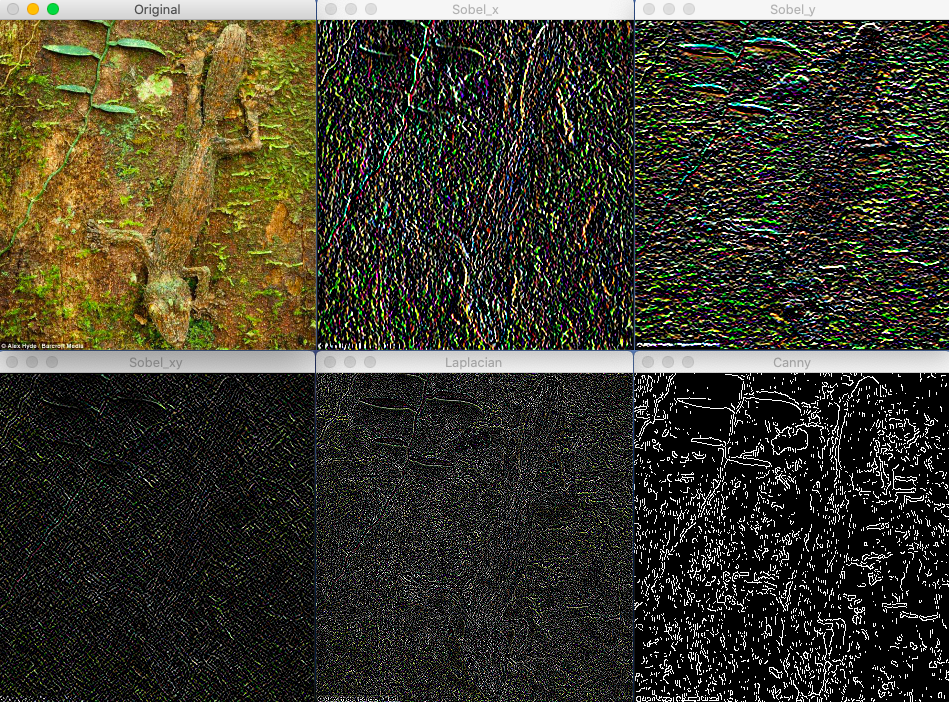 Original
Sobel_x
Sobel_y
© Alex Hyde / Barcroft Media
Sobel_xy
Laplacian
Canny